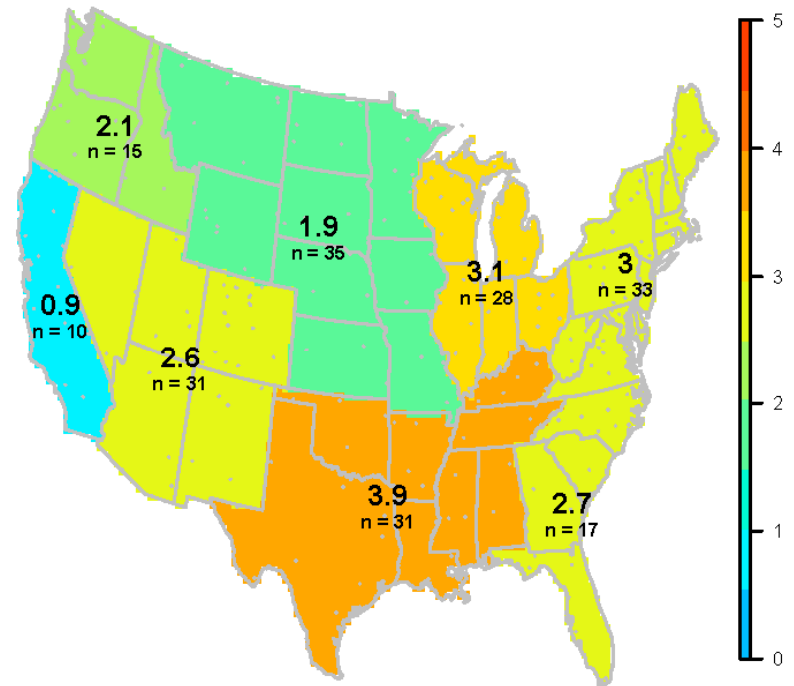 2.1
n = 15
1.9
n = 35
3.1
n = 28
3
n = 33
0.9
n = 10
2.6
n = 31
3.9
n = 31
2.7
n = 17
5
4
3
2
1
0